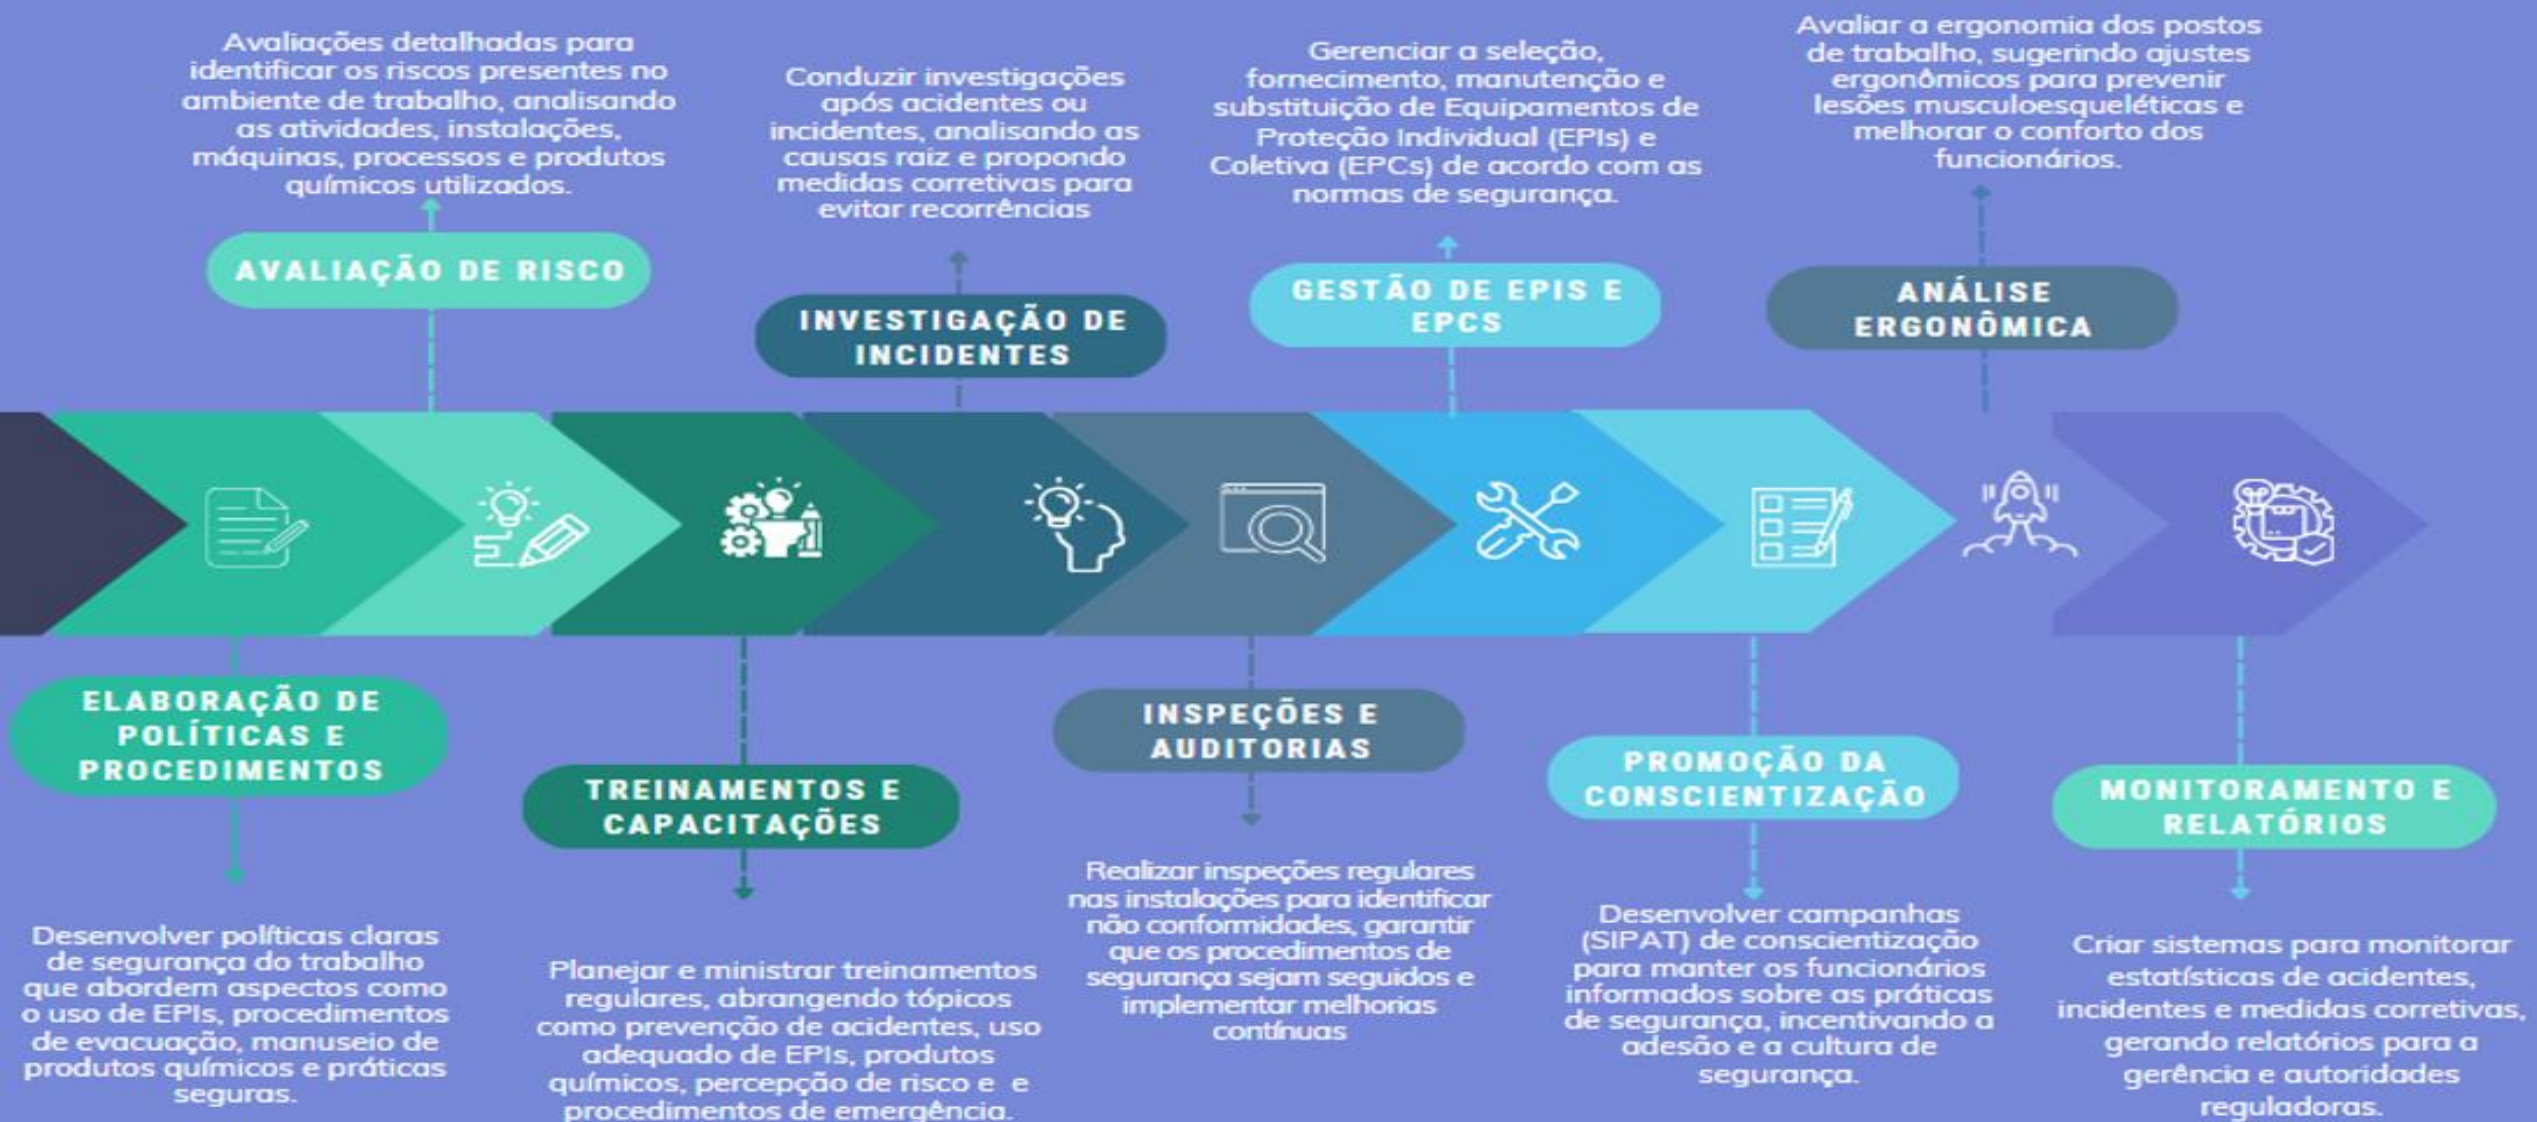 Avaliações detalhadas para
identificar os riscos presentes no
ambiente de trabalho, analisando
as atividades, instalações,
máquinas, processos e produtos
químicos utilizados.
AVALIAÇÃO DE RISCO
Conduzir investigações
após acidentes ou
incidentes, analisando as
causas raiz e propondo
medidas corretivas para
evitar recorrências
INVESTIGAÇÃO DE
INCIDENTES
Gerenciar a seleção,
fornecimento, manutenção e
substituição de Equipamentos de
Proteção Individual (EPIs) e
Coletiva (EPCs) de acordo com as
normas de segurança.
GESTÃO DE EPIS E
EPCS
Avaliar a ergonomia dos postos
de trabalho, sugerindo ajustes
ergonômicos para prevenir
lesões musculoesqueléticas e
melhorar o conforto dos
funcionários.
ANÁLISE
ERGONÔMICA
ELABORAÇÃO DE
POLÍTICAS E
PROCEDIMENTOS
Desenvolver políticas claras
de segurança do trabalho
que abordem aspectos como
o uso de EPIs, procedimentos
de evacuação, manuseio de
produtos químicos e práticas
seguras.
TREINAMENTOS E
CAPACITAÇÕES
Planejar e ministrar treinamentos
regulares, abrangendo tópicos
como prevenção de acidentes, uso
adequado de EPIs, produtos
químicos, percepção de risco e e
procedimentos de emergência.
INSPEÇÕES E
AUDITORIAS
Realizar inspeções regulares
nas instalações para identificar
não conformidades, garantir
que os procedimentos de
segurança sejam seguidos e
implementar melhorias
contínuas
PROMOÇÃO DA
CONSCIENTIZAÇÃO
Desenvolver campanhas
(SIPAT) de conscientização
para manter os funcionários
informados sobre as práticas
de segurança, incentivando a
adesão e a cultura de
segurança.
MONITORAMENTO E
RELATÓRIOS
Criar sistemas para monitorar
estatísticas de acidentes,
incidentes e medidas corretivas,
gerando relatórios para a
gerência e autoridades
reguladoras.